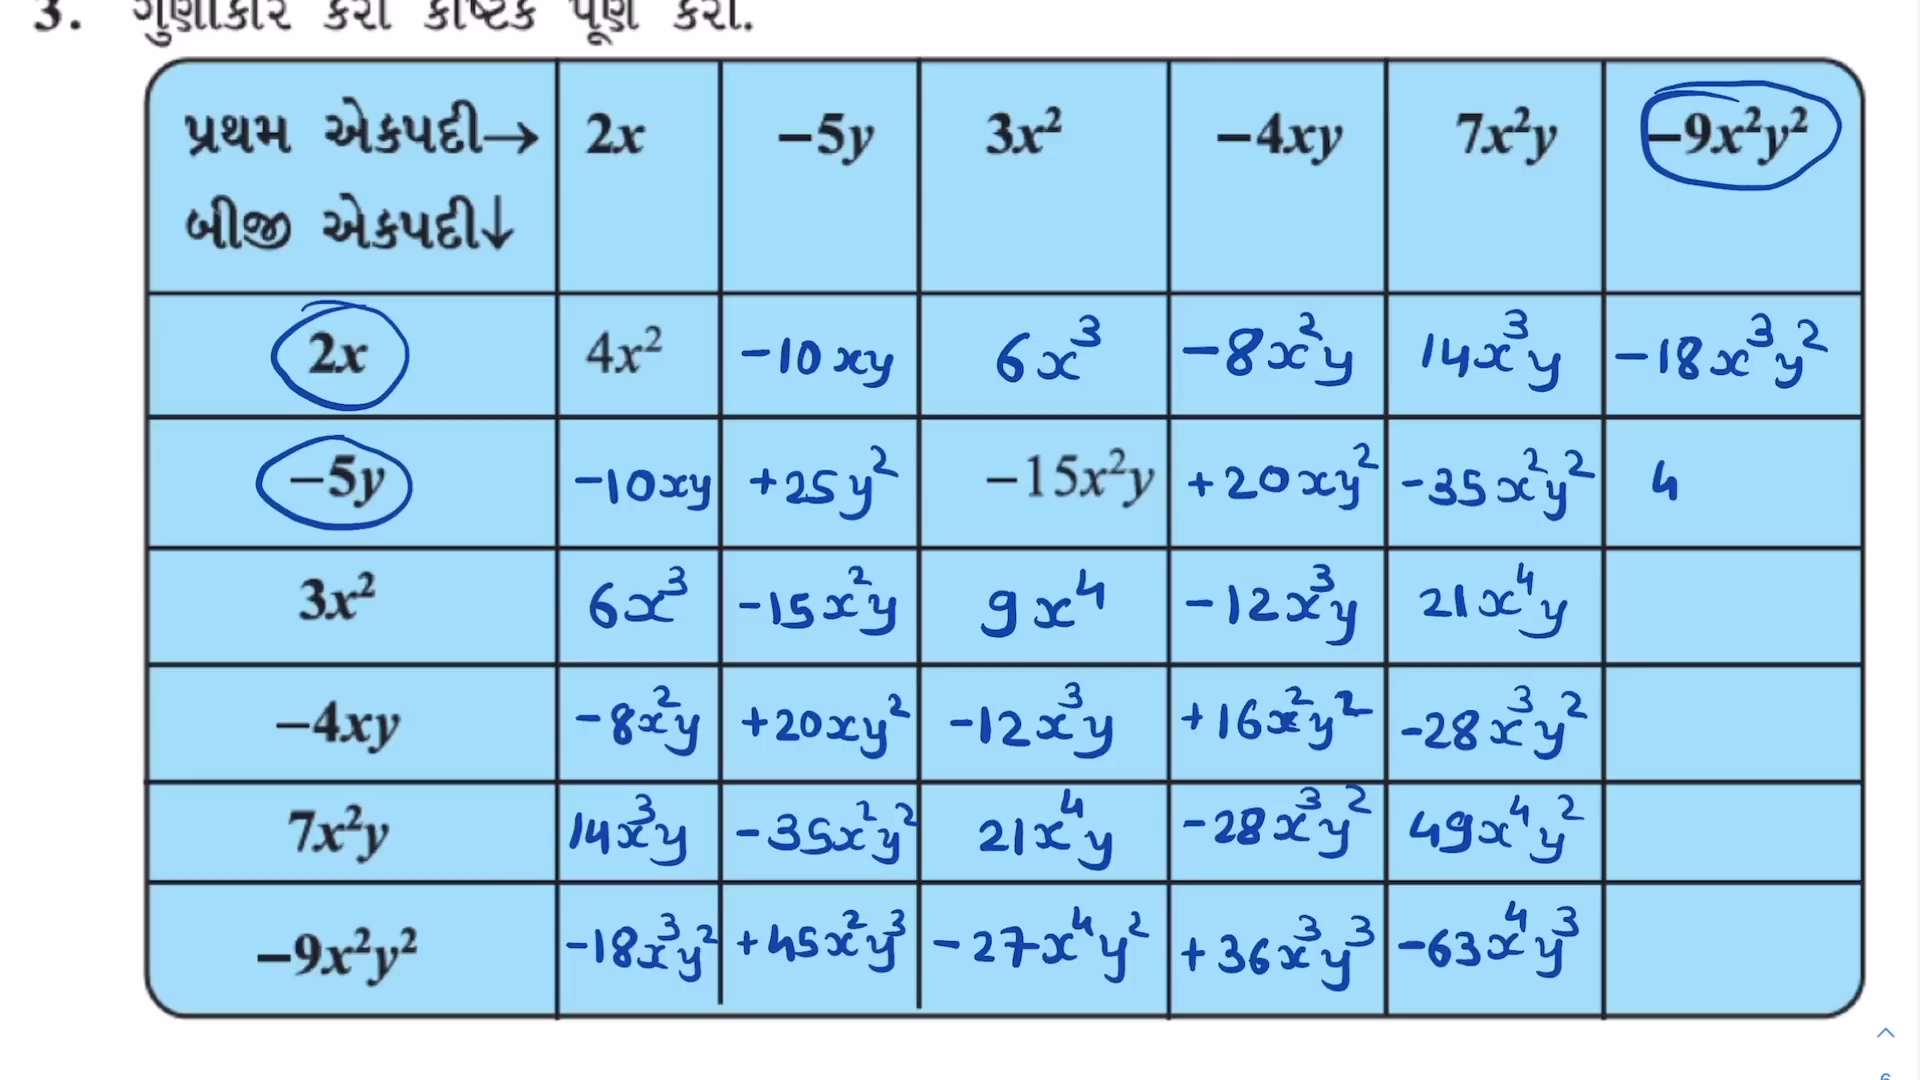 3. ગુણાકાર કરી કોષ્ટક પૂર્ણ કરો.
પ્રથમ એકપદી→ 2x −5y 3x² −4xy 7x²y −9x²y²
બીજી એકપદી↓
2x 4x² -10xy 6x³ -8x²y 14x³y -18x³y²
−5y -10xy +25y² −15x²y +20xy² -35x²y² 4
3x² 6x³ -15x²y 9x⁴ -12x³y 21x⁴y
−4xy -8x²y +20xy² -12x³y +16x²y² -28x³y²
7x²y 14x³y -35x²y² 21x⁴y -28x³y² 49x⁴y²
−9x²y² -18x³y² +45x²y³ -27x⁴y² +36x³y³ -63x⁴y³